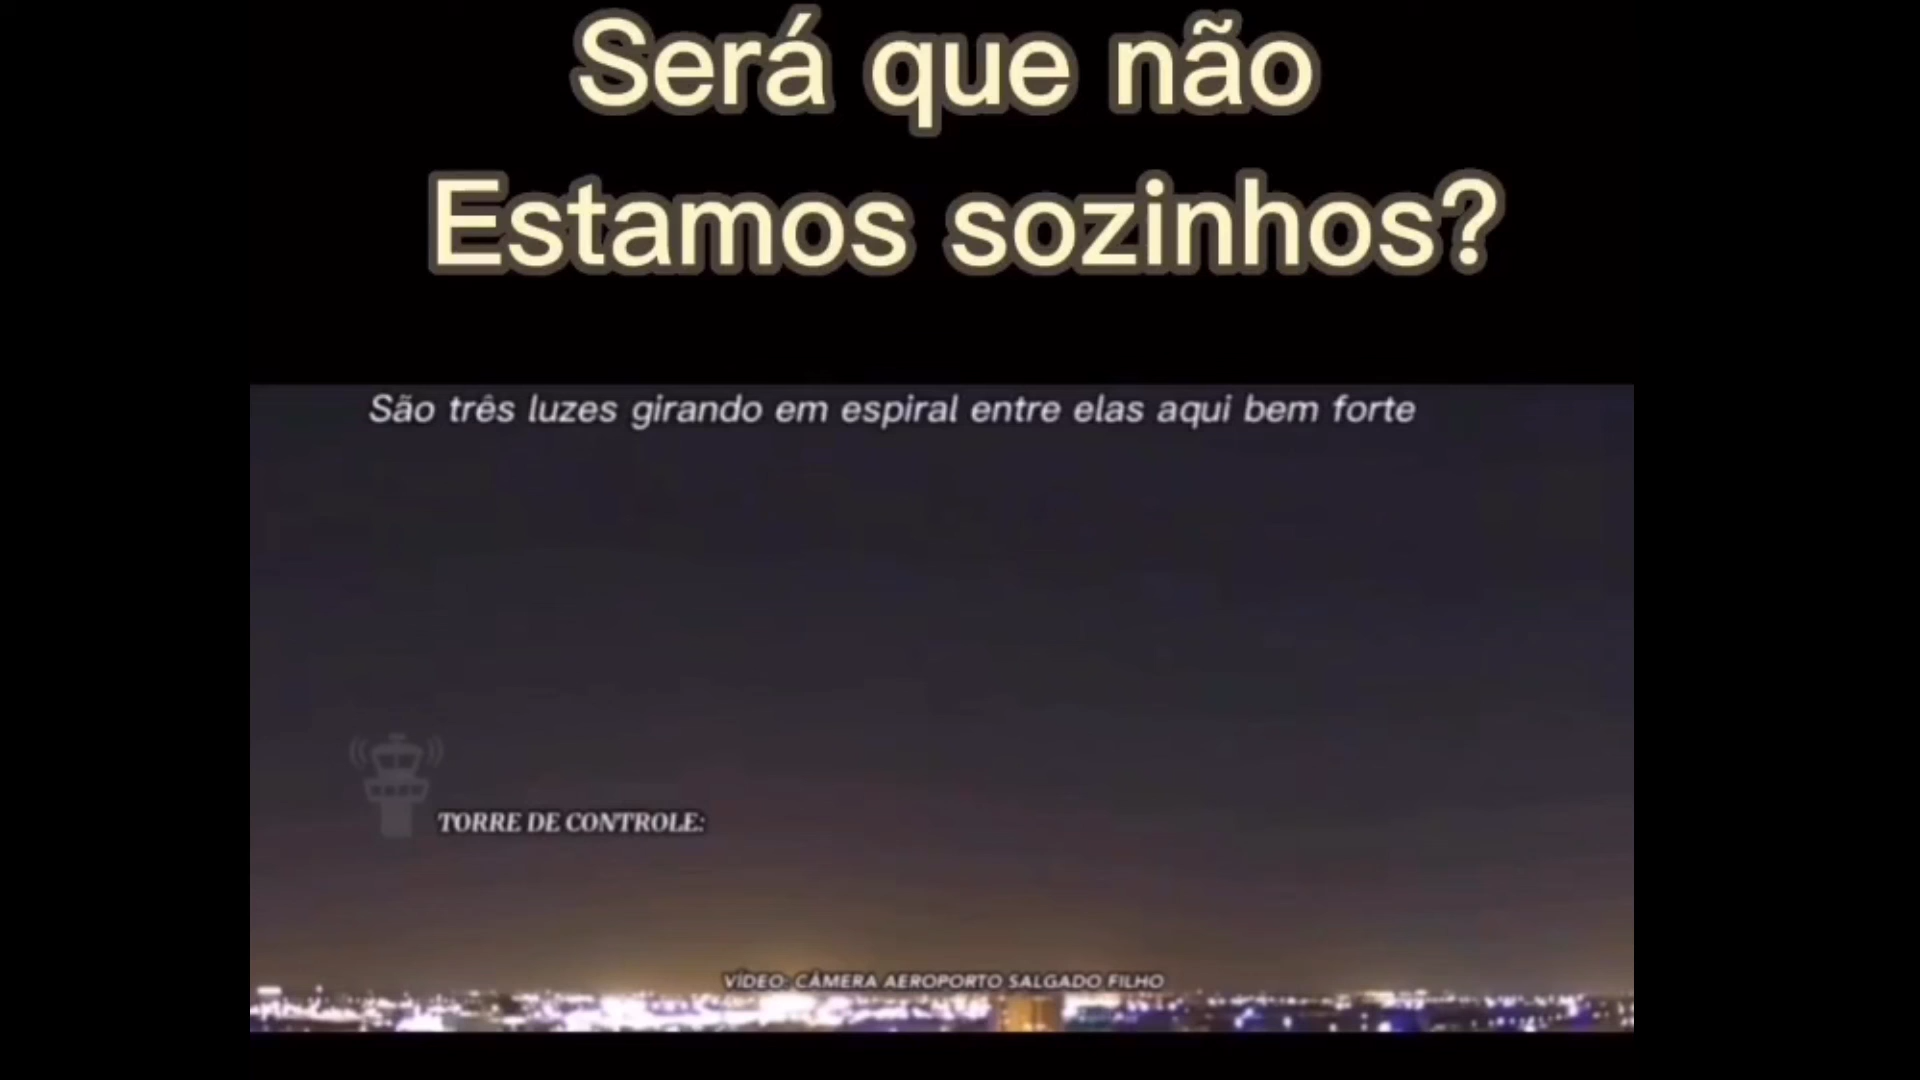 Será que não
Estamos sozinhos?
São três luzes girando em espiral entre elas aqui bem forte
TORRE DE CONTROLE:
VÍDEO: CÂMERA AEROPORTO SALGADO FILHO